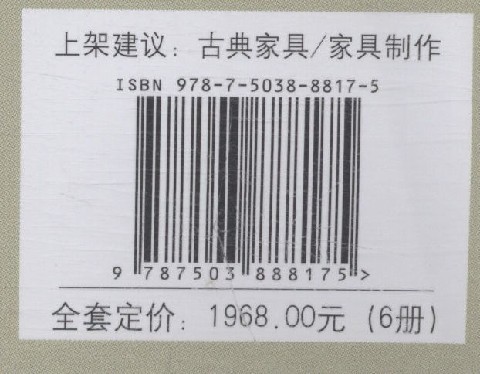 上架建议：古典家具/家具制作
ISBN 978-7-5038-8817-5
9 787503 888175 >
全套定价：1968.00元（6册）